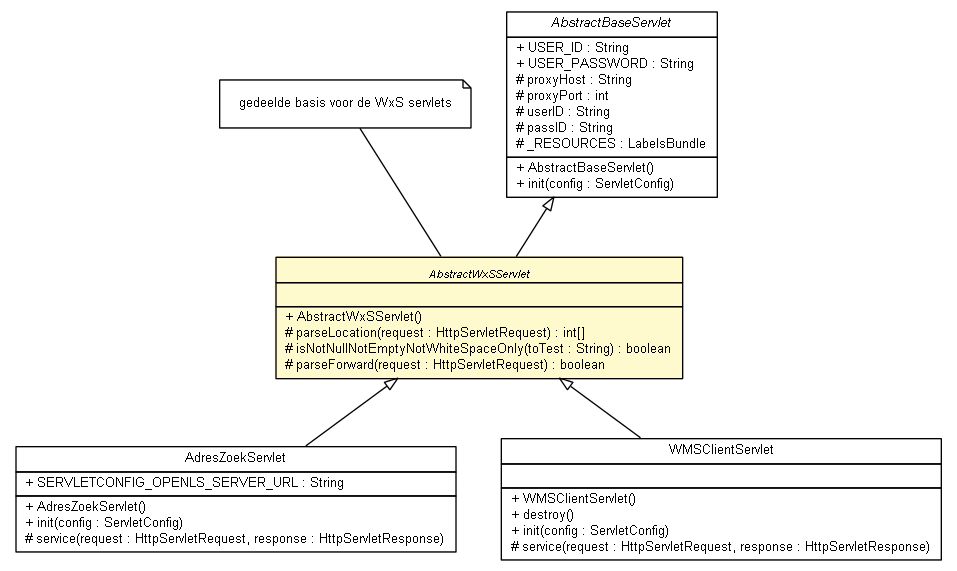 AbstractBaseServlet
+ USER_ID : String
+ USER_PASSWORD : String
# proxyHost : String
# proxyPort : int
# userID : String
# passID : String
# _RESOURCES : LabelsBundle
+ AbstractBaseServlet()
+ init(config : ServletConfig)
gedeelde basis voor de WxS servlets
AbstractWxSServlet
+ AbstractWxSServlet()
# parseLocation(request : HttpServletRequest) : int[]
# isNotNullNotEmptyNotWhiteSpaceOnly(toTest : String) : boolean
# parseForward(request : HttpServletRequest) : boolean
AdresZoekServlet
+ SERVLETCONFIG_OPENLS_SERVER_URL : String
+ AdresZoekServlet()
+ init(config : ServletConfig)
# service(request : HttpServletRequest, response : HttpServletResponse)
WMSClientServlet
+ WMSClientServlet()
+ destroy()
+ init(config : ServletConfig)
# service(request : HttpServletRequest, response : HttpServletResponse)